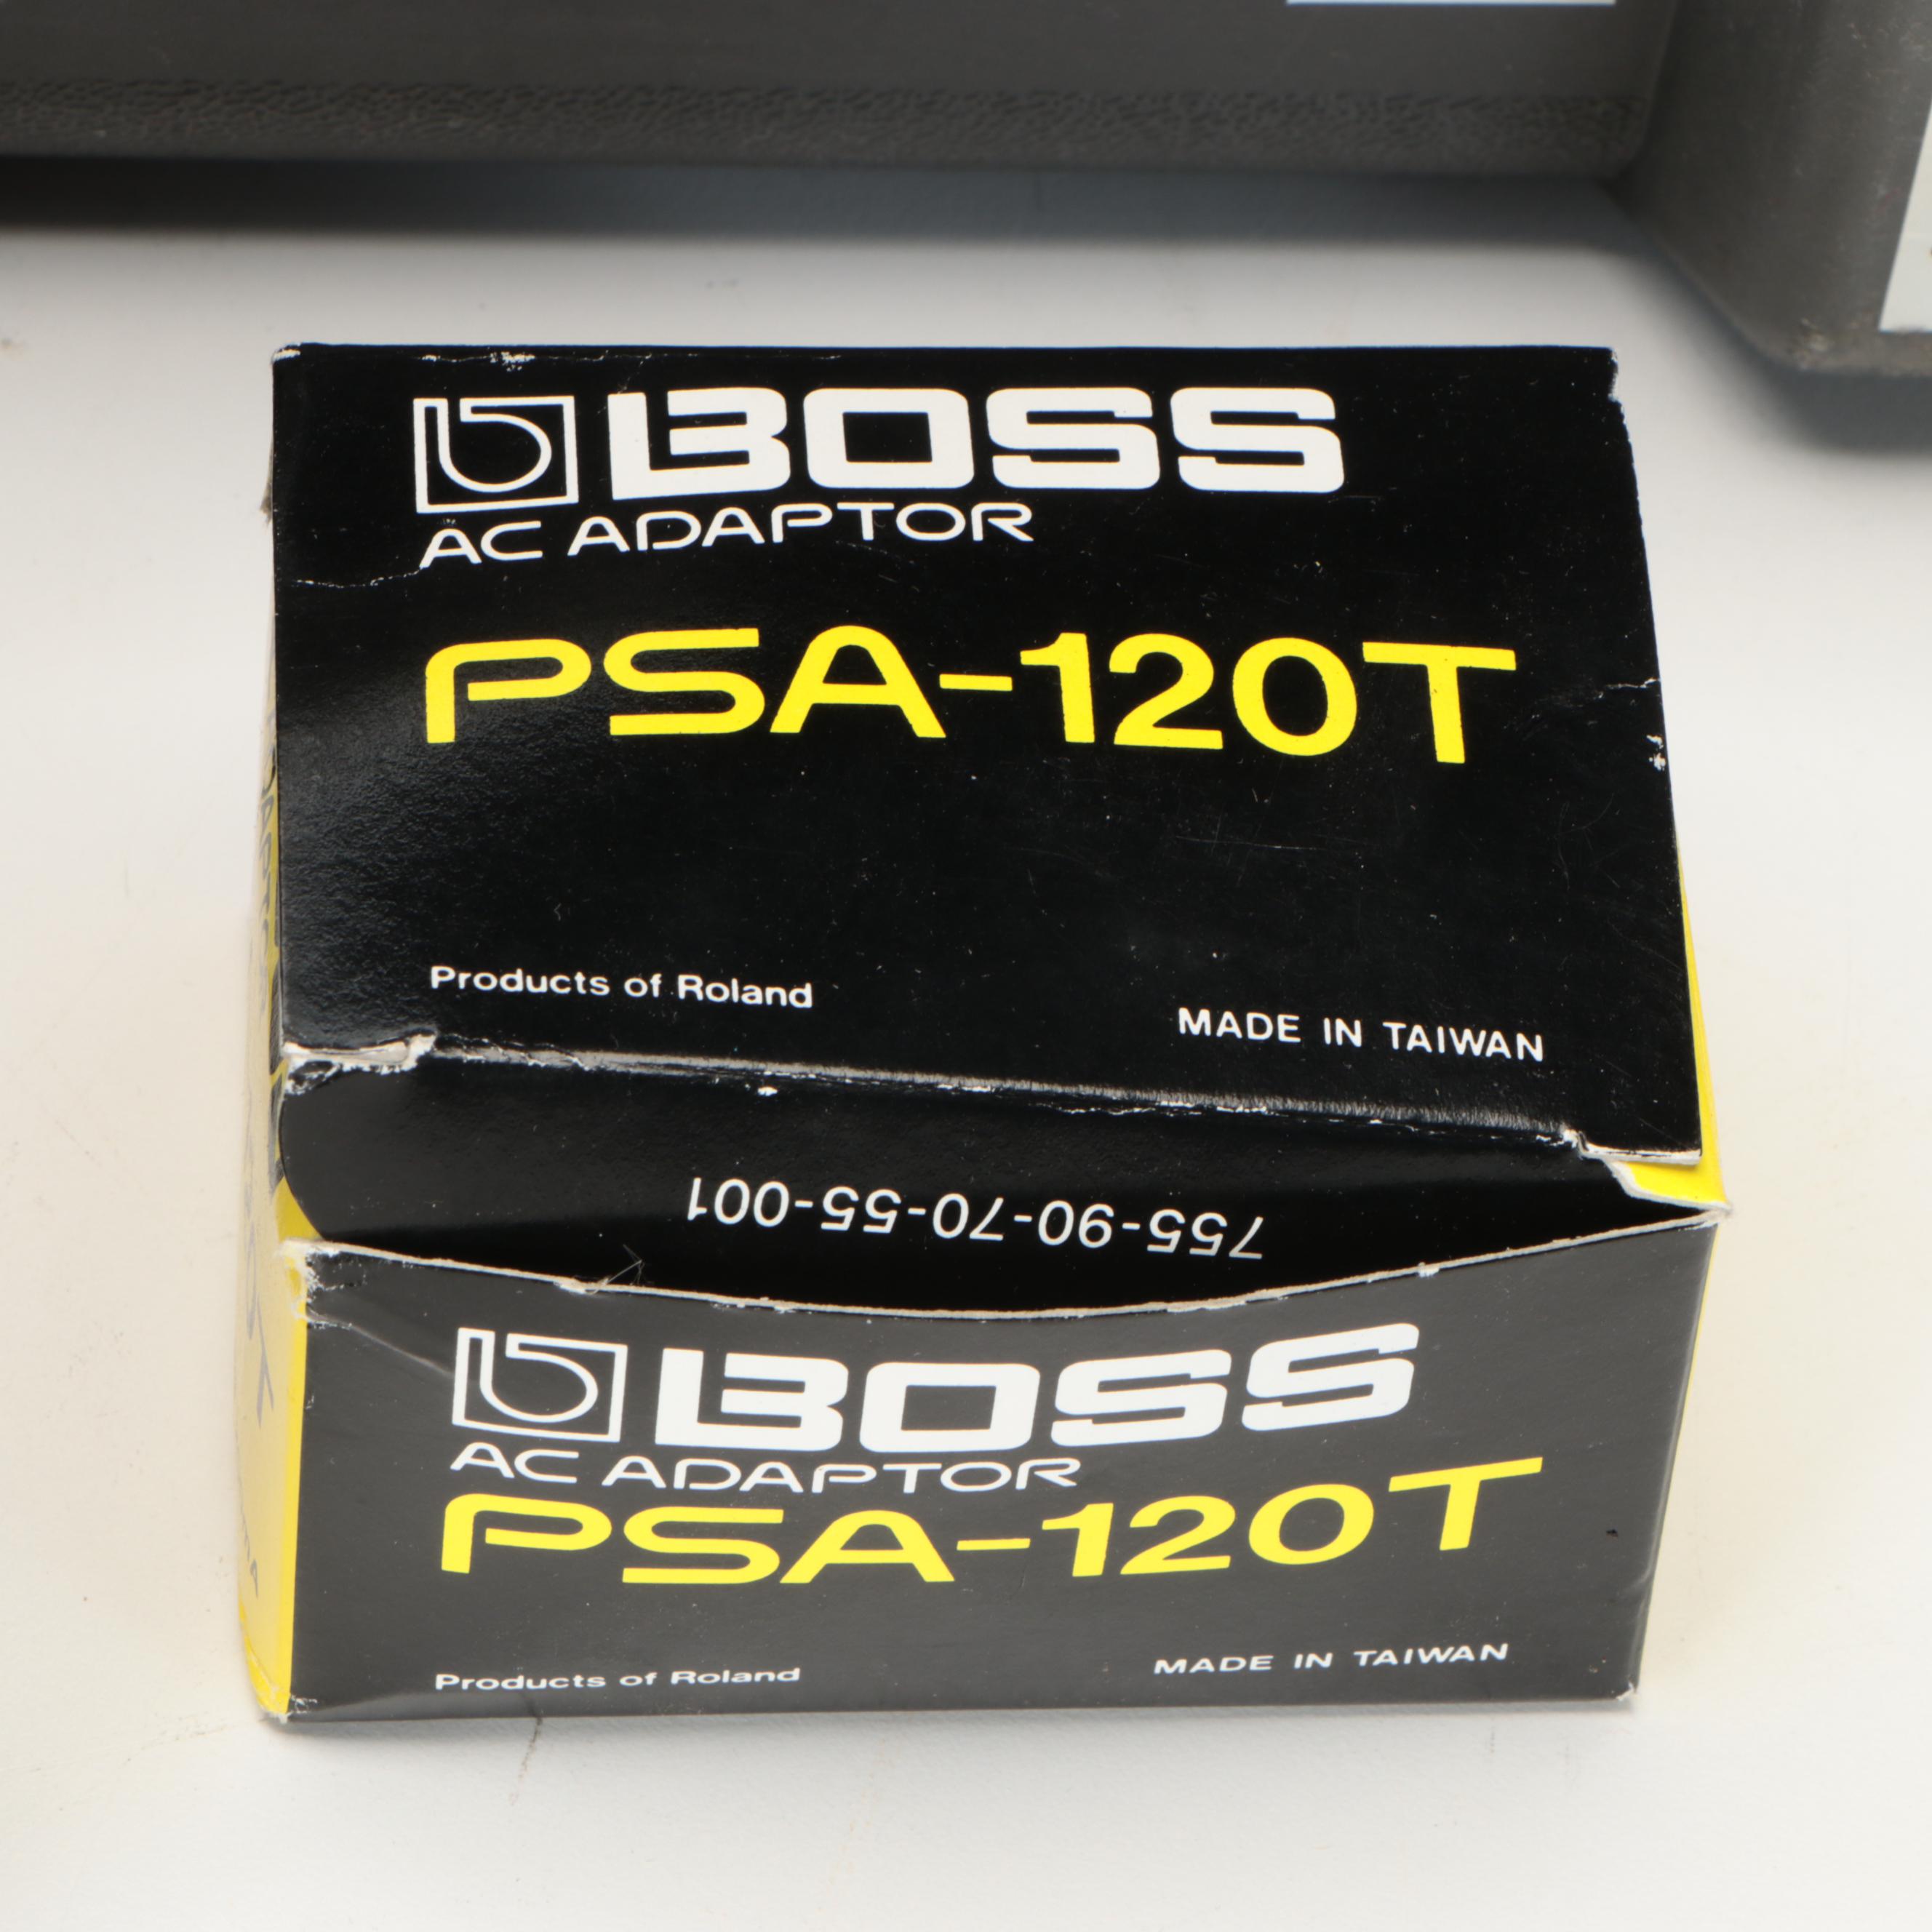 BOSS
AC ADAPTOR
PSA-120T
Products of Roland
MADE IN TAIWAN
755-90-70-55-001
BOSS
AC ADAPTOR
PSA-120T
Products of Roland
MADE IN TAIWAN